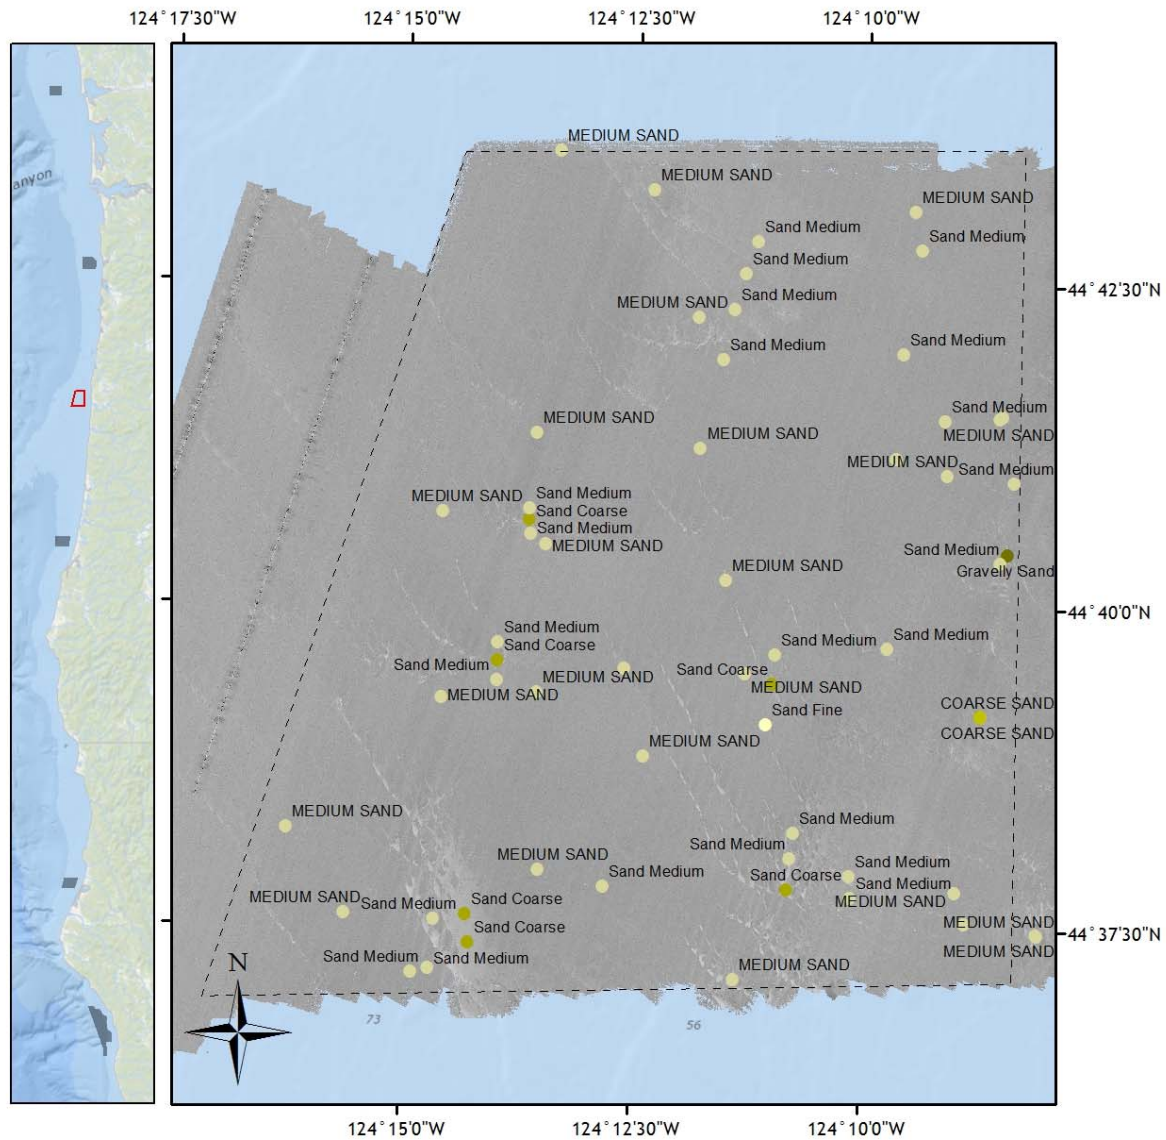 124°17'30"W
124°15'0"W
124°12'30"W
124°10'0"W
anyon
MEDIUM SAND
MEDIUM SAND
MEDIUM SAND
Sand Medium
Sand Medium
Sand Medium
44°42'30"N
Sand Medium
MEDIUM SAND
Sand Medium
Sand Medium
Sand Medium
MEDIUM SAND
MEDIUM SAND
MEDIUM SAND
MEDIUM SAND
Sand Medium
MEDIUM SAND
Sand Medium
Sand Coarse
Sand Medium
MEDIUM SAND
Sand Medium
Gravelly Sand
MEDIUM SAND
44°40'0"N
Sand Medium
Sand Coarse
Sand Medium
Sand Medium
Sand Medium
Sand Coarse
MEDIUM SAND
MEDIUM SAND
MEDIUM SAND
COARSE SAND
Sand Fine
COARSE SAND
MEDIUM SAND
MEDIUM SAND
Sand Medium
Sand Medium
MEDIUM SAND
Sand Medium
Sand Medium
Sand Coarse
Sand Medium
MEDIUM SAND
MEDIUM SAND
Sand Medium
Sand Coarse
MEDIUM SAND
Sand Coarse
44°37'30"N
MEDIUM SAND
Sand Medium
Sand Medium
MEDIUM SAND
N
73
56
124°15'0"W
124°12'30"W
124°10'0"W